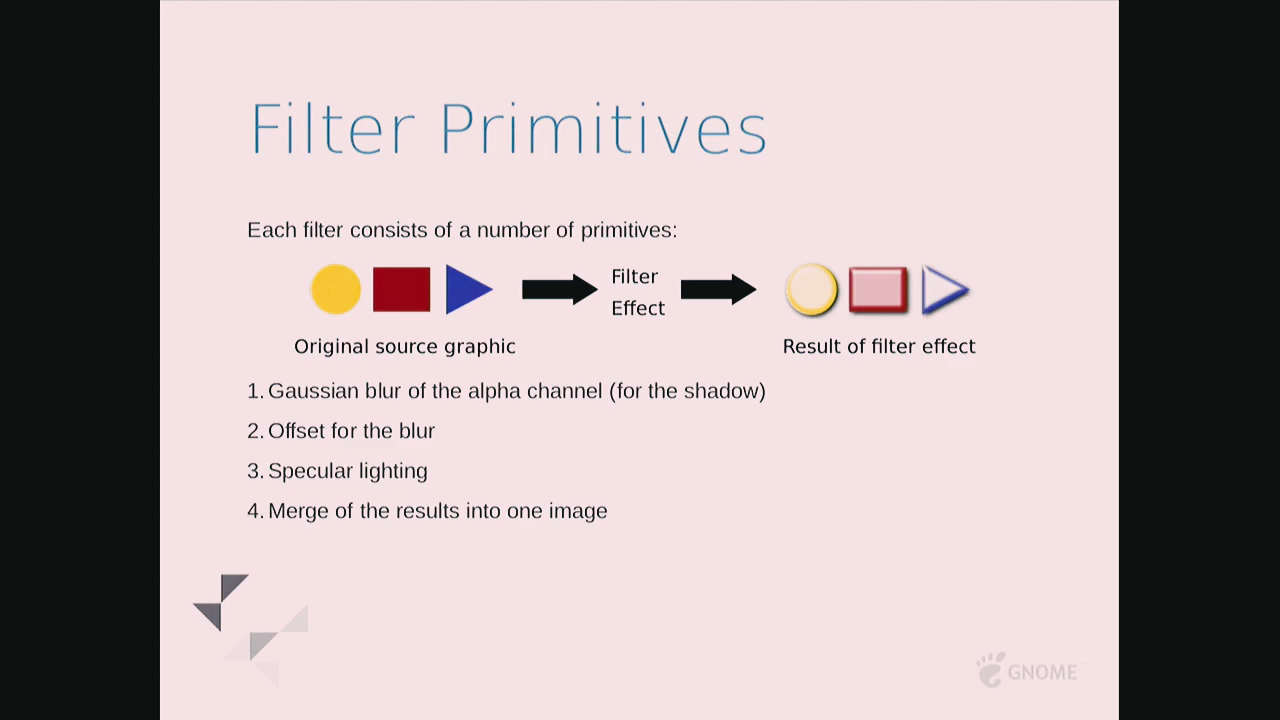 Filter Primitives
Each filter consists of a number of primitives:
Filter
Effect
Original source graphic
Result of filter effect
1. Gaussian blur of the alpha channel (for the shadow)
2. Offset for the blur
3. Specular lighting
4. Merge of the results into one image
GNOME